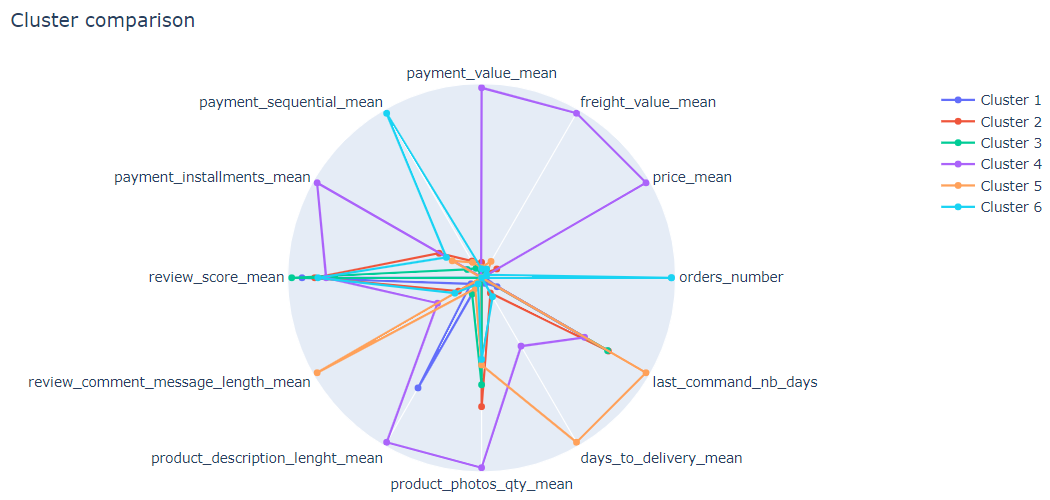 Cluster comparison
payment_value_mean
payment_sequential_mean
freight_value_mean
Cluster 1
Cluster 2
Cluster 3
Cluster 4
Cluster 5
Cluster 6
payment_installments_mean
price_mean
review_score_mean
orders_number
review_comment_message_length_mean
last_command_nb_days
product_description_lenght_mean
days_to_delivery_mean
product_photos_qty_mean